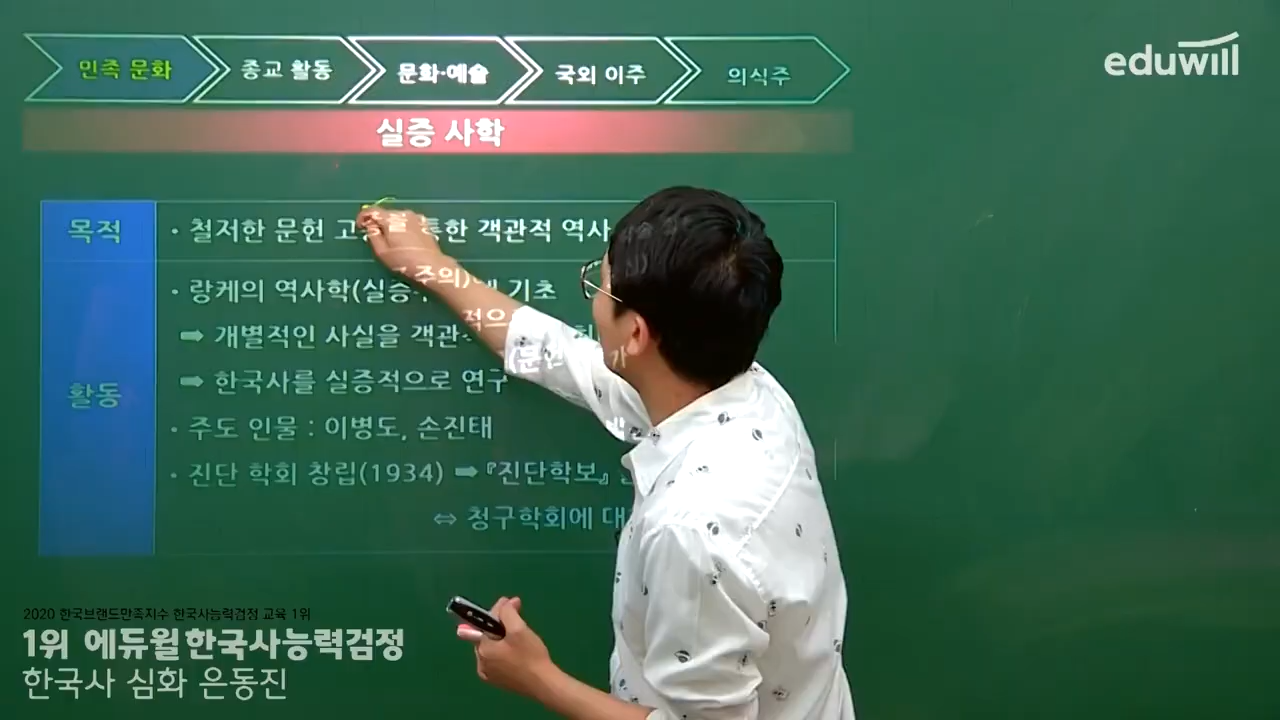 민족 문화
종교 활동
문화·예술
국외 이주
의식주
eduwill
실증 사학
목적
• 철저한 문헌 통한 객관적 역사
활동
• 랑케의 역사학(실증주의)에 기초
➡ 개별적인 사실을
➡ 한국사를 실증적으로 연구
• 주도 인물 : 이병도, 손진태
• 진단 학회 창립(1934) ➡ 『진단학보』
⇔ 청구학회에
2020 한국브랜드만족지수 한국사능력검정 교육 1위
1위 에듀윌 한국사능력검정
한국사 심화 은동진